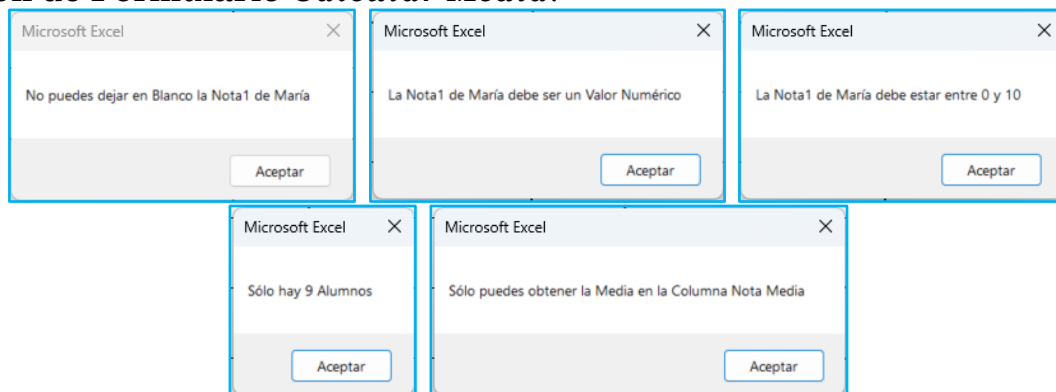 Microsoft Excel
No puedes dejar en Blanco la Nota1 de María
Aceptar
Microsoft Excel
La Nota1 de María debe ser un Valor Numérico
Aceptar
Microsoft Excel
La Nota1 de María debe estar entre 0 y 10
Aceptar
Microsoft Excel
Sólo hay 9 Alumnos
Aceptar
Microsoft Excel
Sólo puedes obtener la Media en la Columna Nota Media
Aceptar